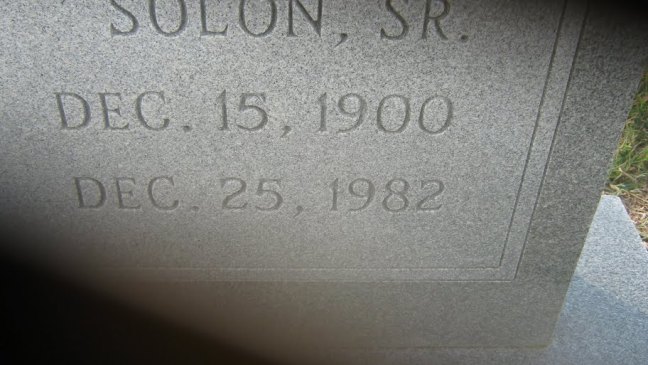 SOLON, SR.
DEC. 15, 1900
DEC. 25, 1982